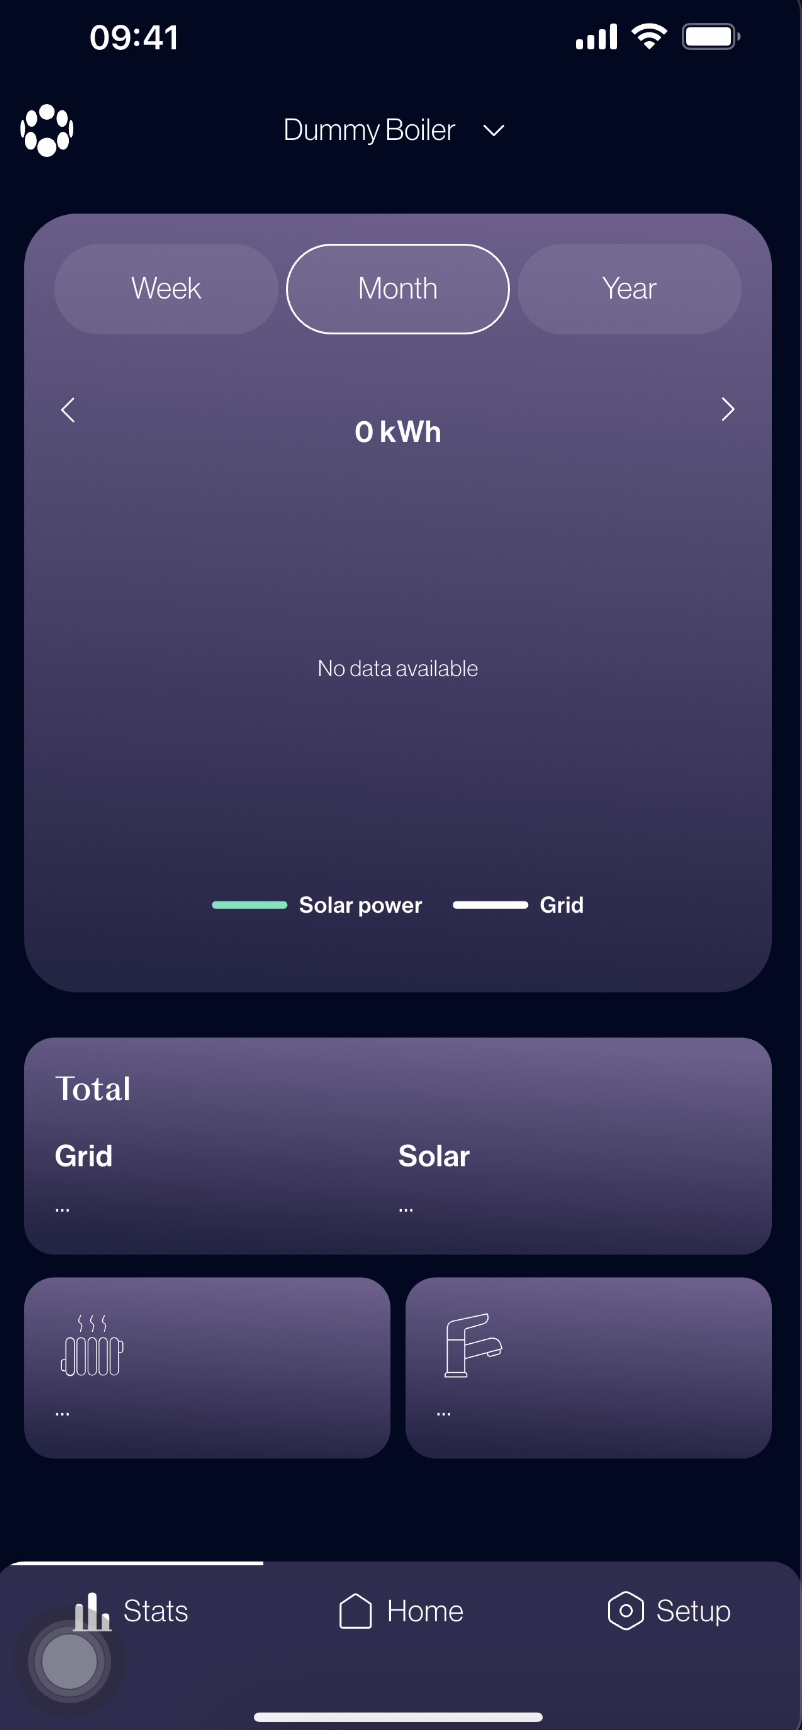 09:41
Dummy Boiler
Week Month Year
0 kWh
No data available
Solar power Grid
Total
Grid Solar
... ...
... ...
Stats Home Setup